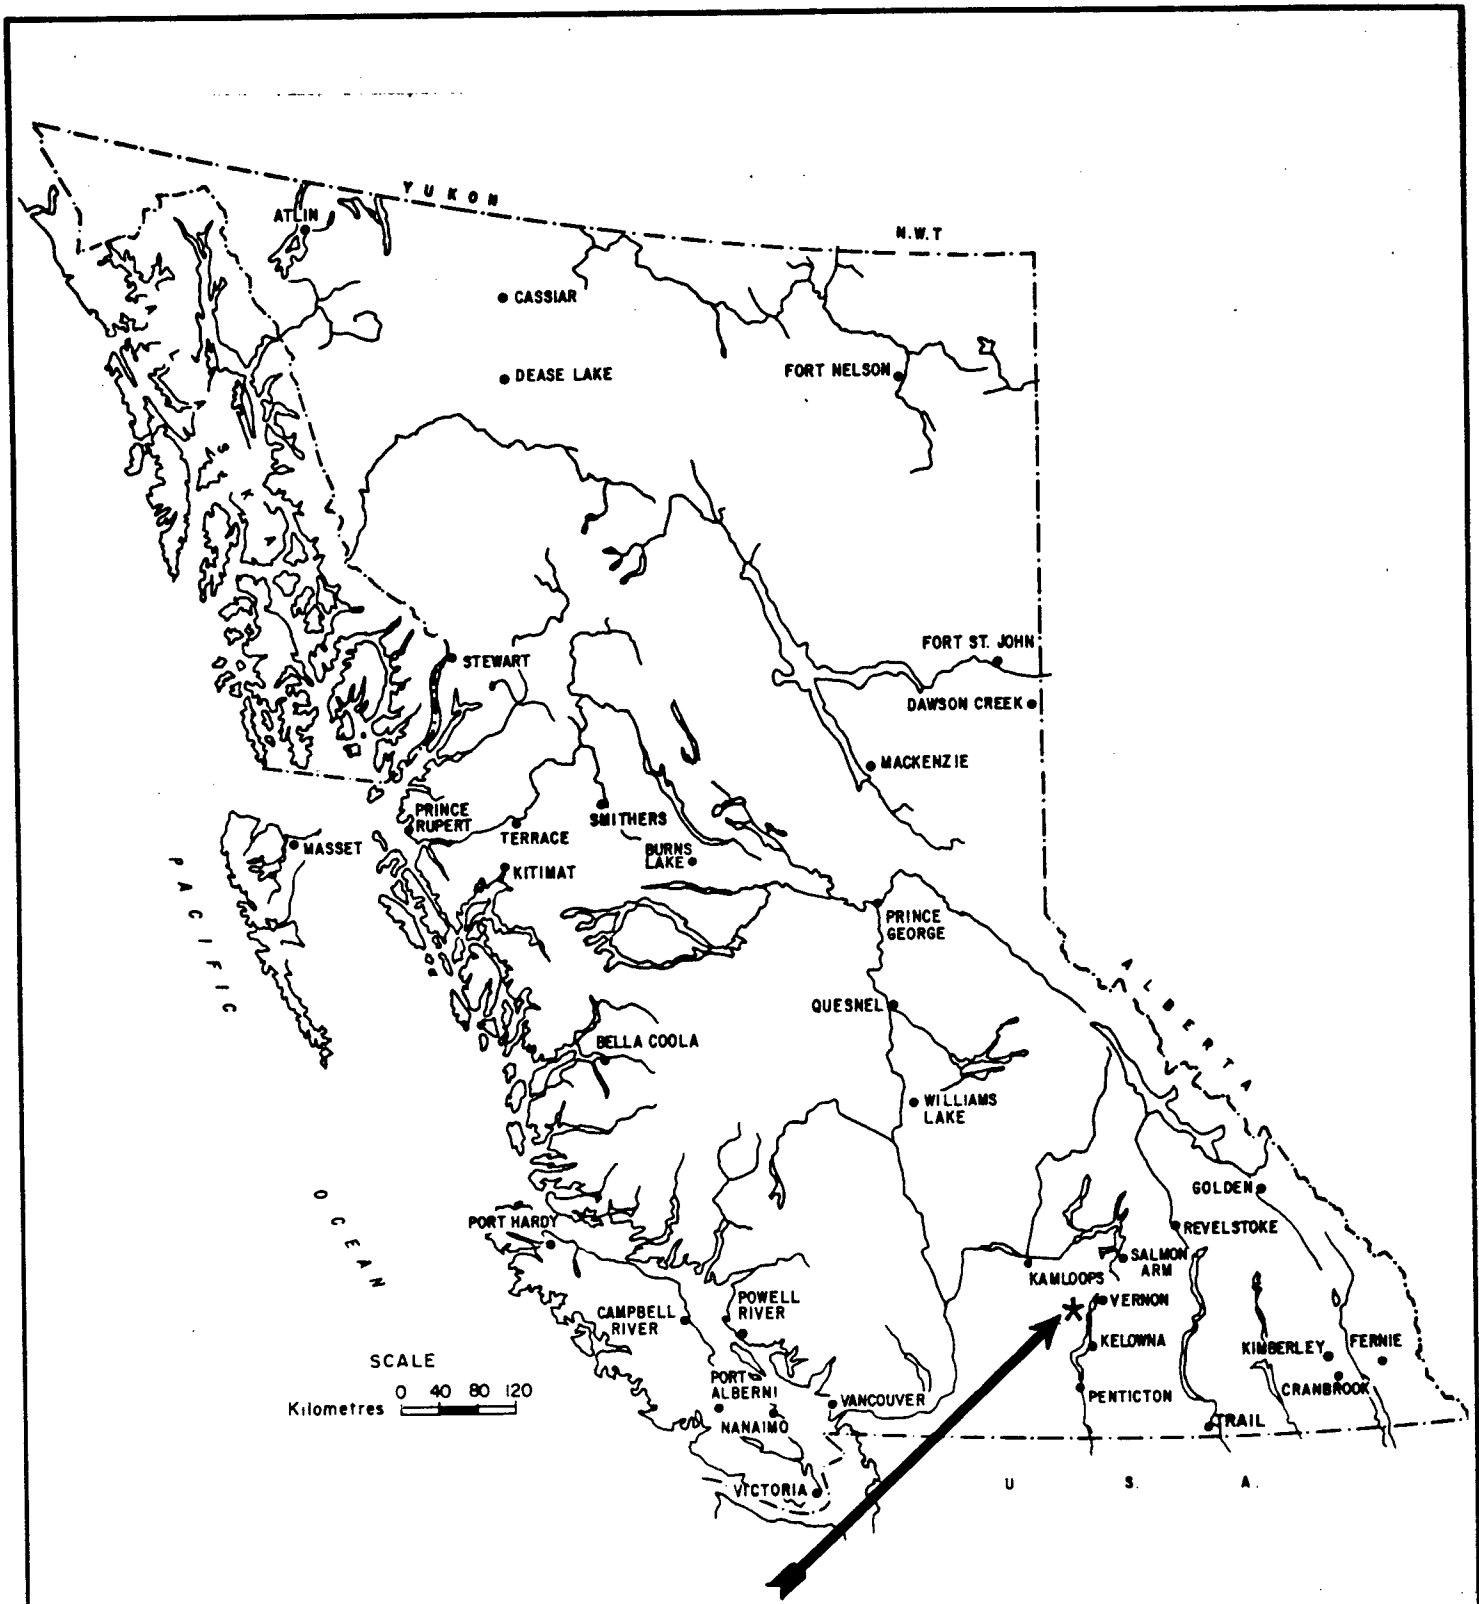 YUKON
N.W.T
ATLIN
CASSIAR
DEASE LAKE
FORT NELSON
ALASKA
FORT ST. JOHN
STEWART
DAWSON CREEK
MACKENZIE
PRINCE
RUPERT
SMITHERS
TERRACE
MASSET
BURNS
LAKE
KITIMAT
PACIFIC
PRINCE
GEORGE
ALBERTA
QUESNEL
BELLA COOLA
WILLIAMS
LAKE
OCEAN
GOLDEN
PORT HARDY
REVELSTOKE
SALMON
ARM
KAMLOOPS
POWELL
RIVER
VERNON
CAMPBELL
RIVER
KELOWNA
KIMBERLEY
FERNIE
SCALE
PORT
ALBERNI
CRANBROOK
Kilometres 0 40 80 120
PENTICTON
VANCOUVER
NANAIMO
TRAIL
VICTORIA
U S. A.